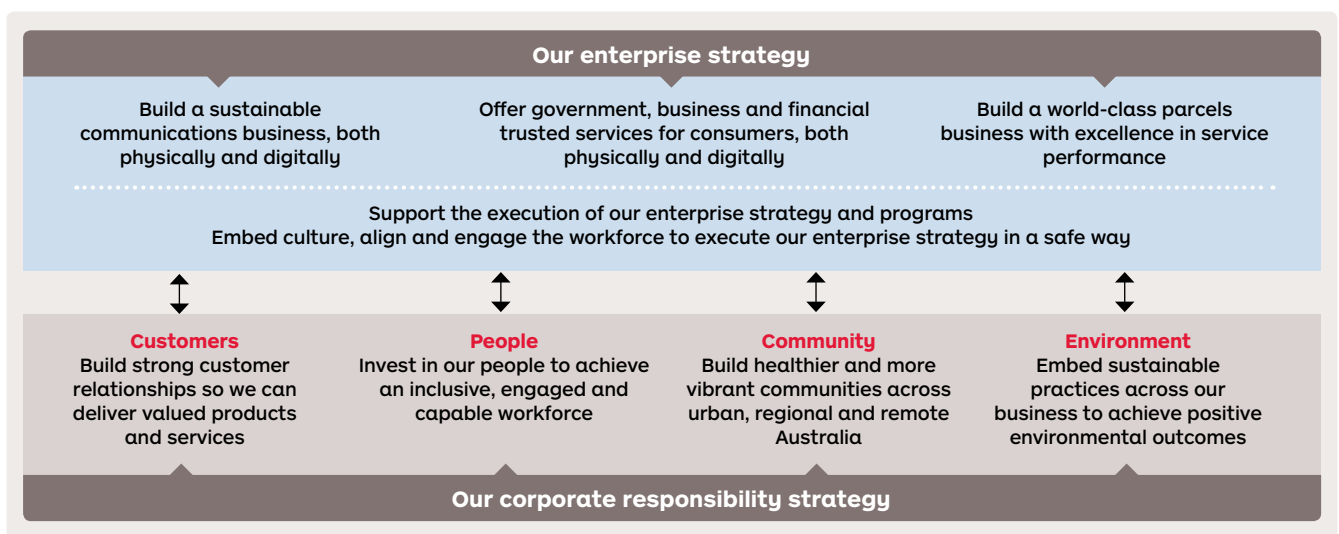 Our enterprise strategy
Build a sustainable
communications business, both
physically and digitally
Offer government, business and financial
trusted services for consumers, both
physically and digitally
Build a world-class parcels
business with excellence in service
performance
Support the execution of our enterprise strategy and programs
Embed culture, align and engage the workforce to execute our enterprise strategy in a safe way
Customers
Build strong customer
relationships so we can
deliver valued products
and services
People
Invest in our people to achieve
an inclusive, engaged and
capable workforce
Community
Build healthier and more
vibrant communities across
urban, regional and remote
Australia
Environment
Embed sustainable
practices across our
business to achieve positive
environmental outcomes
Our corporate responsibility strategy